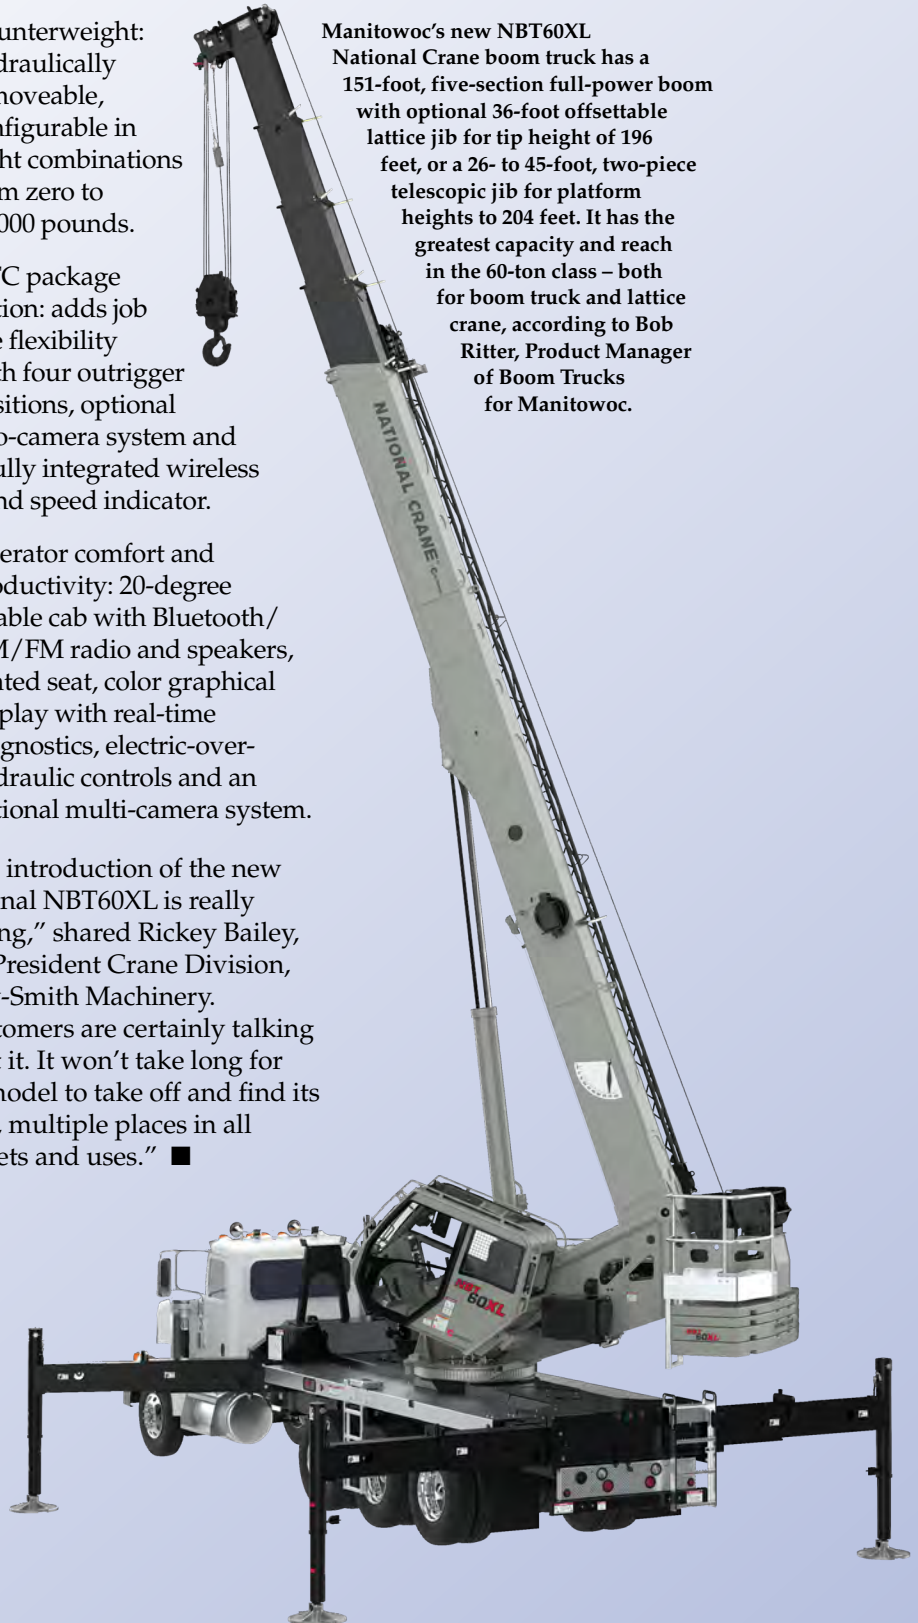 unterweight:
draulically
moveable,
nfigurable in
ht combinations
m zero to
000 pounds.
TC package
tion: adds job
e flexibility
th four outrigger
sitions, optional
o-camera system and
ully integrated wireless
nd speed indicator.
erator comfort and
oductivity: 20-degree
table cab with Bluetooth/
M/FM radio and speakers,
ated seat, color graphical
play with real-time
gnostics, electric-over-
draulic controls and an
tional multi-camera system.
introduction of the new
onal NBT60XL is really
ng,” shared Rickey Bailey,
President Crane Division,
-Smith Machinery.
tomers are certainly talking
t it. It won’t take long for
model to take off and find its
, multiple places in all
ets and uses.” ■
Manitowoc’s new NBT60XL
National Crane boom truck has a
151-foot, five-section full-power boom
with optional 36-foot offsettable
lattice jib for tip height of 196
feet, or a 26- to 45-foot, two-piece
telescopic jib for platform
heights to 204 feet. It has the
greatest capacity and reach
in the 60-ton class – both
for boom truck and lattice
crane, according to Bob
Ritter, Product Manager
of Boom Trucks
for Manitowoc.
NATIONAL CRANE
NBT
60XL
NBT
60XL